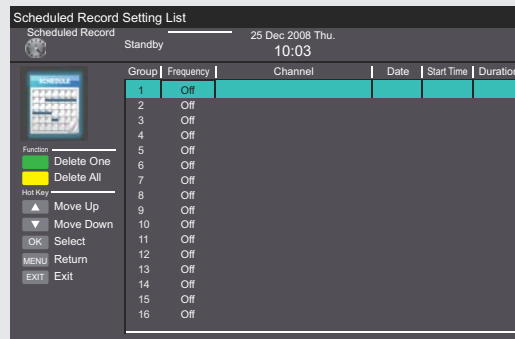 Scheduled Record Setting List
Scheduled Record
Standby
25 Dec 2008 Thu.
10:03
Group Frequency Channel Date Start Time Duration
SCHEDULE
1 Off
2 Off
3 Off
4 Off
5 Off
6 Off
7 Off
8 Off
9 Off
10 Off
11 Off
12 Off
13 Off
14 Off
15 Off
16 Off
Function
Delete One
Delete All
Hot Key
Move Up
Move Down
OK Select
MENU Return
EXIT Exit